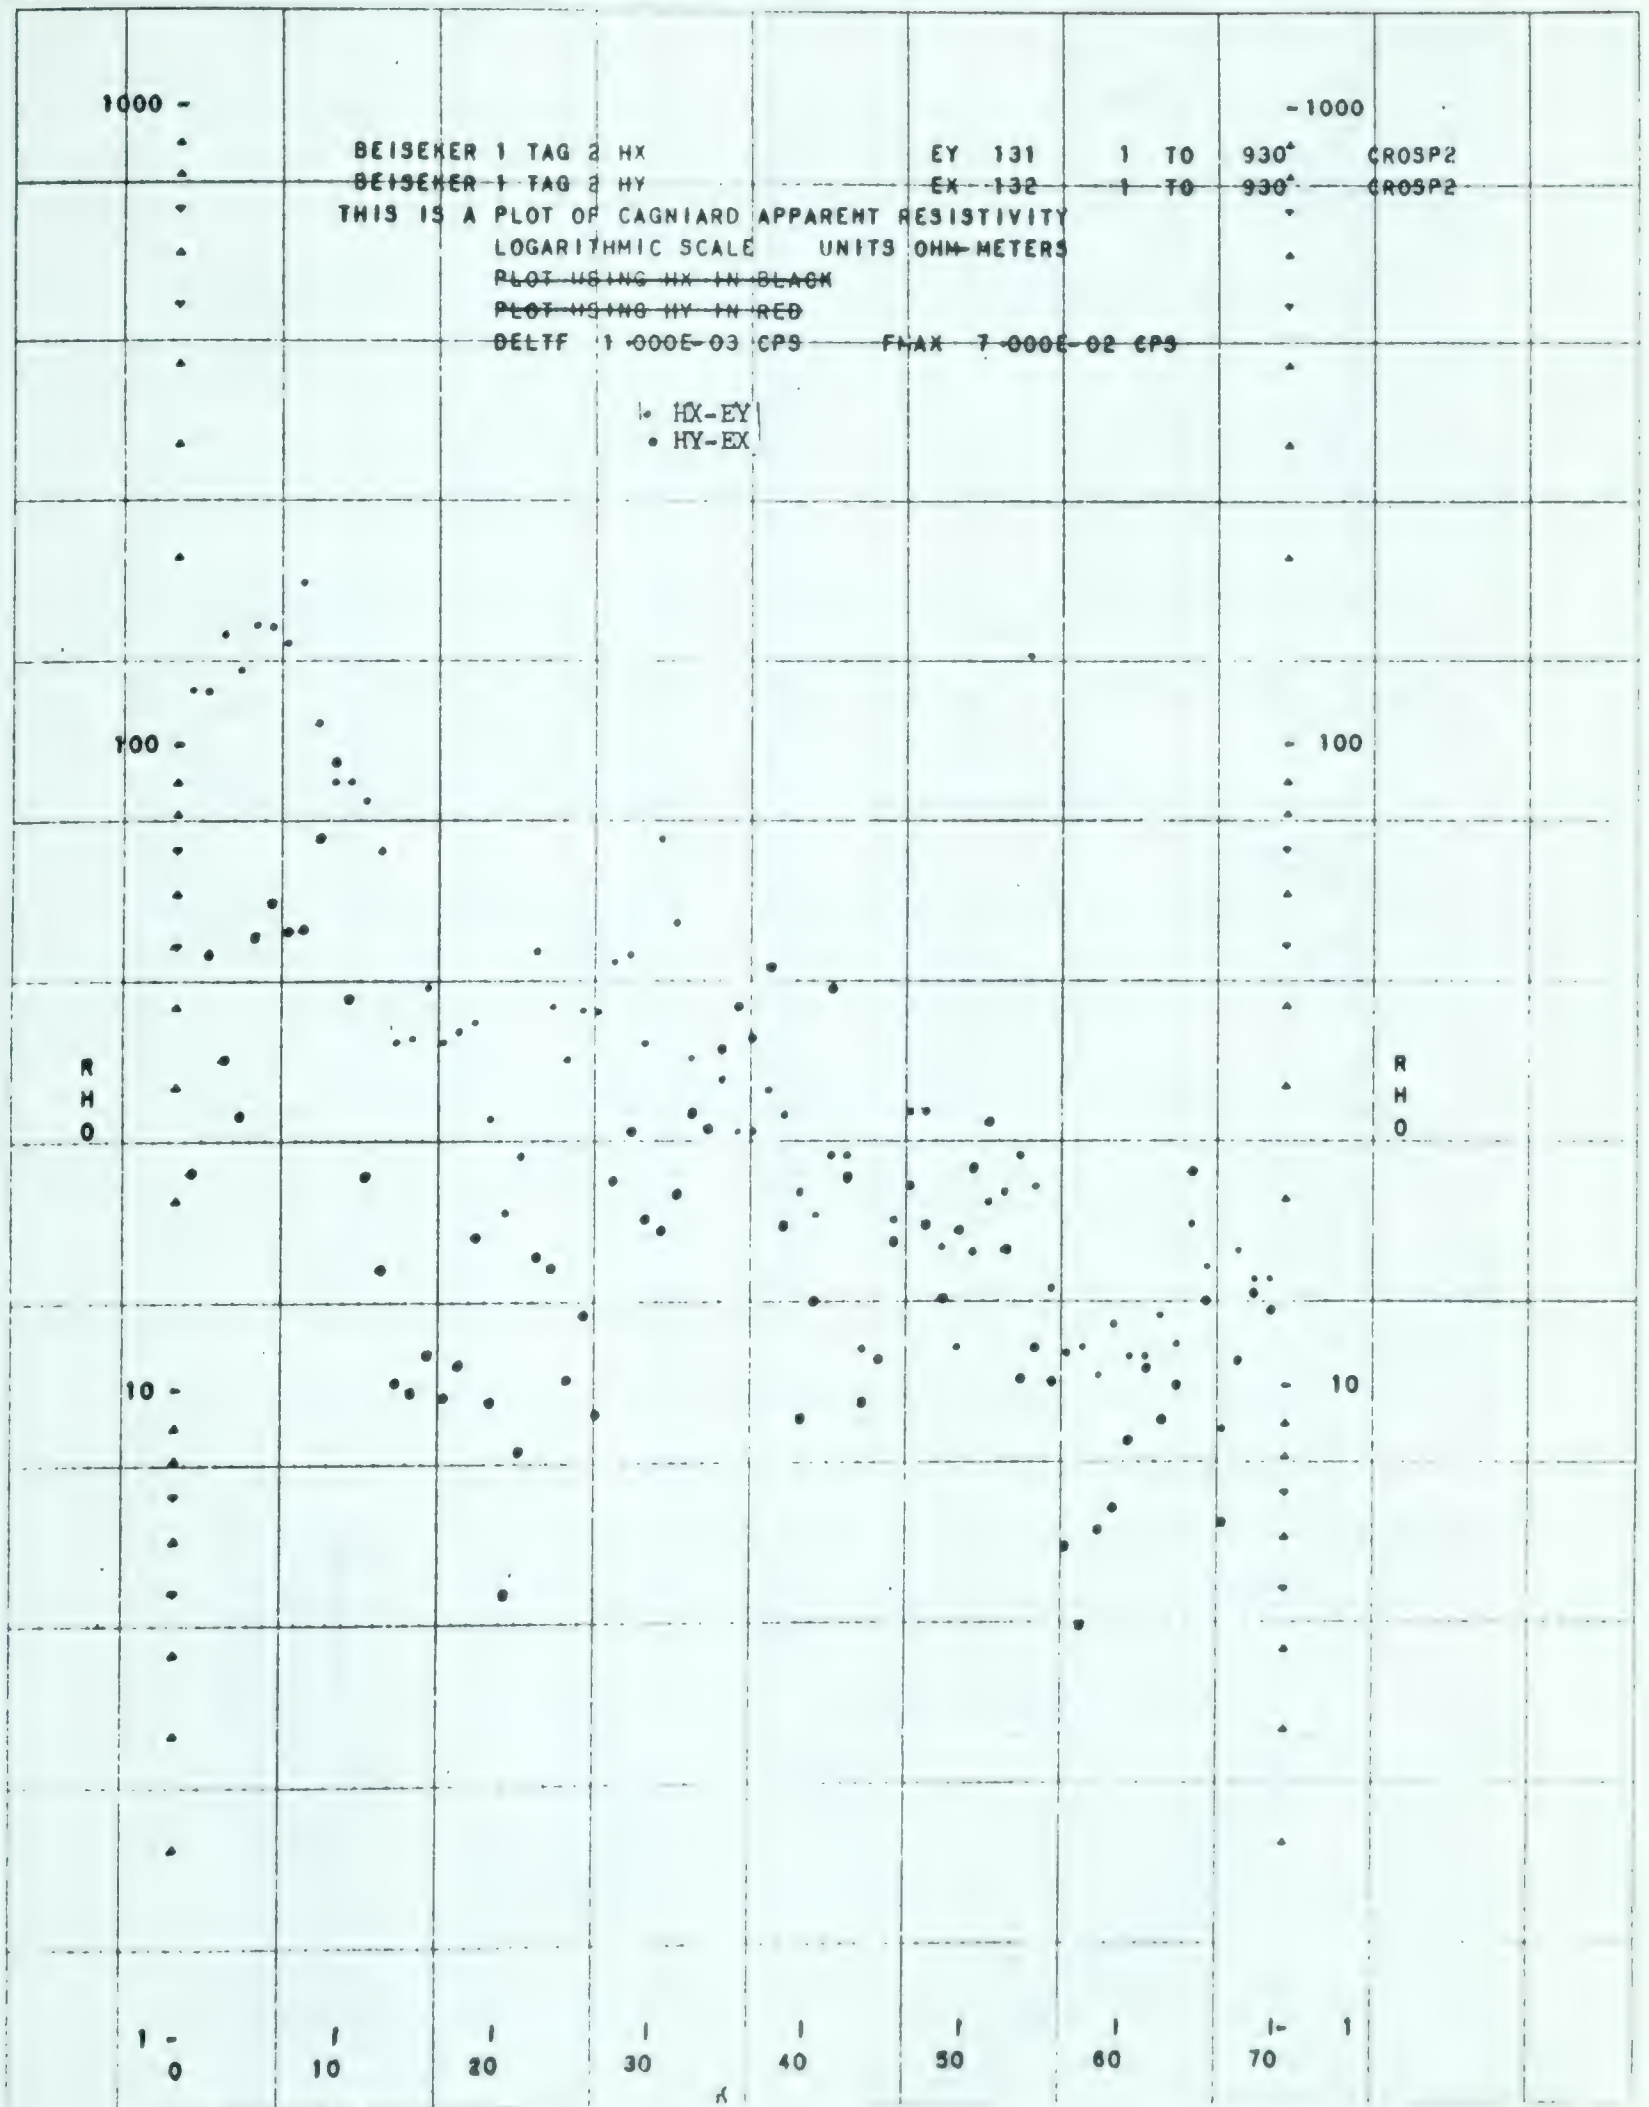 1000 - - 1000
BEISEKER 1 TAG 2 HX EY 131 1 TO 930 CROSP2
BEISEKER 1 TAG 2 HY EX 132 1 TO 930 CROSP2
THIS IS A PLOT OF CAGNIARD APPARENT RESISTIVITY
LOGARITHMIC SCALE UNITS OHM-METERS
PLOT USING HX IN BLACK
PLOT USING HY IN RED
DELTF 1.000E-03 CPS FMAX 7.000E-02 CPS
• HX-EY
• HY-EX
100 - - 100
R R
H H
O O
10 - - 10
1 - 1
0 10 20 30 40 50 60 70